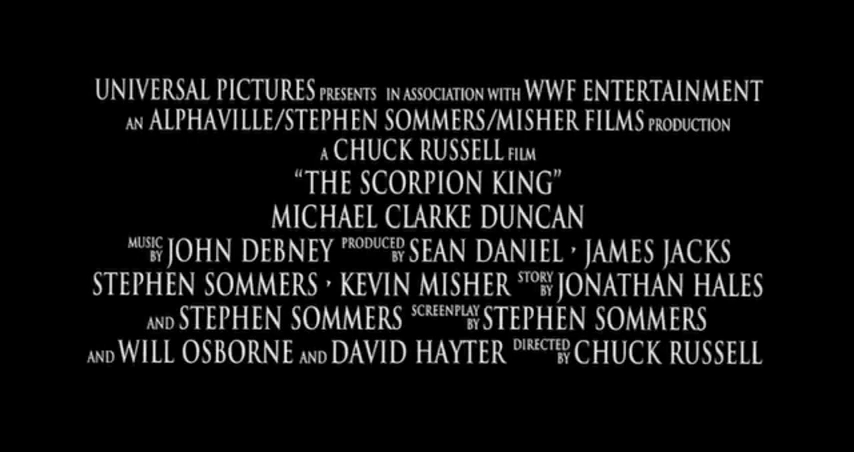 UNIVERSAL PICTURES PRESENTS IN ASSOCIATION WITH WWF ENTERTAINMENT
AN ALPHAVILLE/STEPHEN SOMMERS/MISHER FILMS PRODUCTION
A CHUCK RUSSELL FILM
“THE SCORPION KING”
MICHAEL CLARKE DUNCAN
MUSIC BY JOHN DEBNEY PRODUCED BY SEAN DANIEL · JAMES JACKS
STEPHEN SOMMERS · KEVIN MISHER STORY BY JONATHAN HALES
AND STEPHEN SOMMERS SCREENPLAY BY STEPHEN SOMMERS
AND WILL OSBORNE AND DAVID HAYTER DIRECTED BY CHUCK RUSSELL